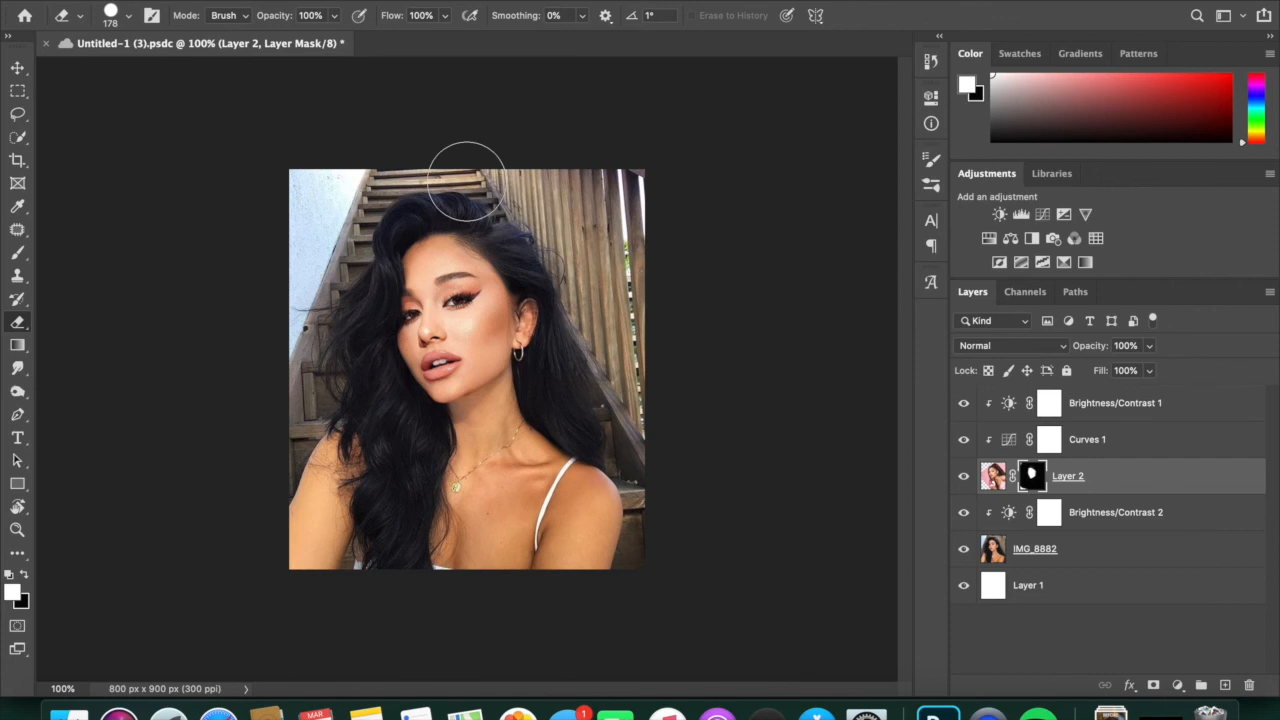 178
Mode: Brush Opacity: 100% Flow: 100% Smoothing: 0% 1° Erase to History
Untitled-1 (3).psdc @ 100% (Layer 2, Layer Mask/8) *
Color Swatches Gradients Patterns
Adjustments Libraries
Add an adjustment
Layers Channels Paths
Kind
Normal Opacity: 100%
Lock: Fill: 100%
Brightness/Contrast 1
Curves 1
Layer 2
Brightness/Contrast 2
IMG_8882
Layer 1
100% 800 px x 900 px (300 ppi)
MAR
1